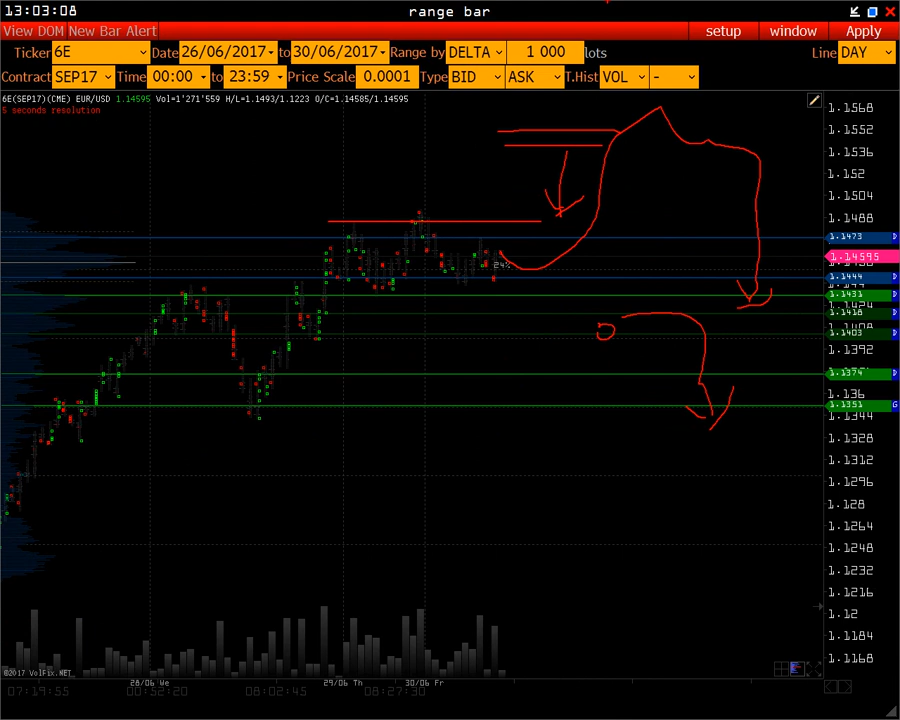 13:03:08 range bar
View DOM New Bar Alert setup window Apply
Ticker 6E Date 26/06/2017 to 30/06/2017 Range by DELTA 1 000 lots Line DAY
Contract SEP17 Time 00:00 to 23:59 Price Scale 0.0001 Type BID ASK T.Hist VOL -
6E(SEP17)(CME) EUR/USD 1.14595 Vol=1'271'559 H/L=1.1493/1.1223 O/C=1.14585/1.14595
5 seconds resolution
1.1568
1.1552
1.1536
1.152
1.1504
1.1488
1.1473 D
1.14595
24%
1.1444 D
1.1431 D
1.1424
1.1418 D
1.1403 D
1.1392
1.1374 D
1.136
1.1351 G
1.1344
1.1328
1.1312
1.1296
1.128
1.1264
1.1248
1.1232
1.1216
1.12
1.1184
1.1168
©2017 VolFix.NET
28/06 We 29/06 Th 30/06 Fr
07:19:55 00:52:20 08:02:45 08:27:30